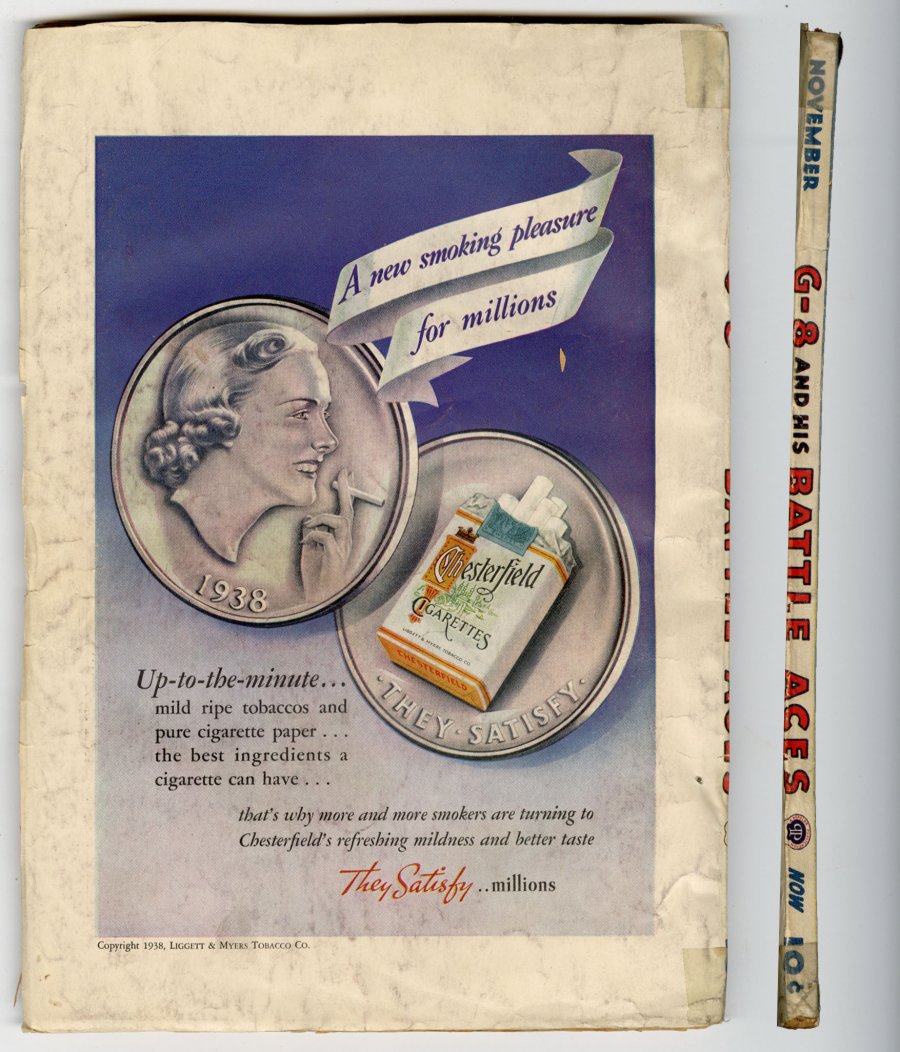 A new smoking pleasure
for millions
1938
Chesterfield
CIGARETTES
LIGGETT & MYERS TOBACCO CO.
CHESTERFIELD
· THEY · SATISFY ·
Up-to-the-minute...
mild ripe tobaccos and
pure cigarette paper...
the best ingredients a
cigarette can have...
that's why more and more smokers are turning to
Chesterfield's refreshing mildness and better taste
They Satisfy..millions
Copyright 1938, LIGGETT & MYERS TOBACCO CO.
NOVEMBER
G-8 AND HIS BATTLE ACES
NOW 10¢